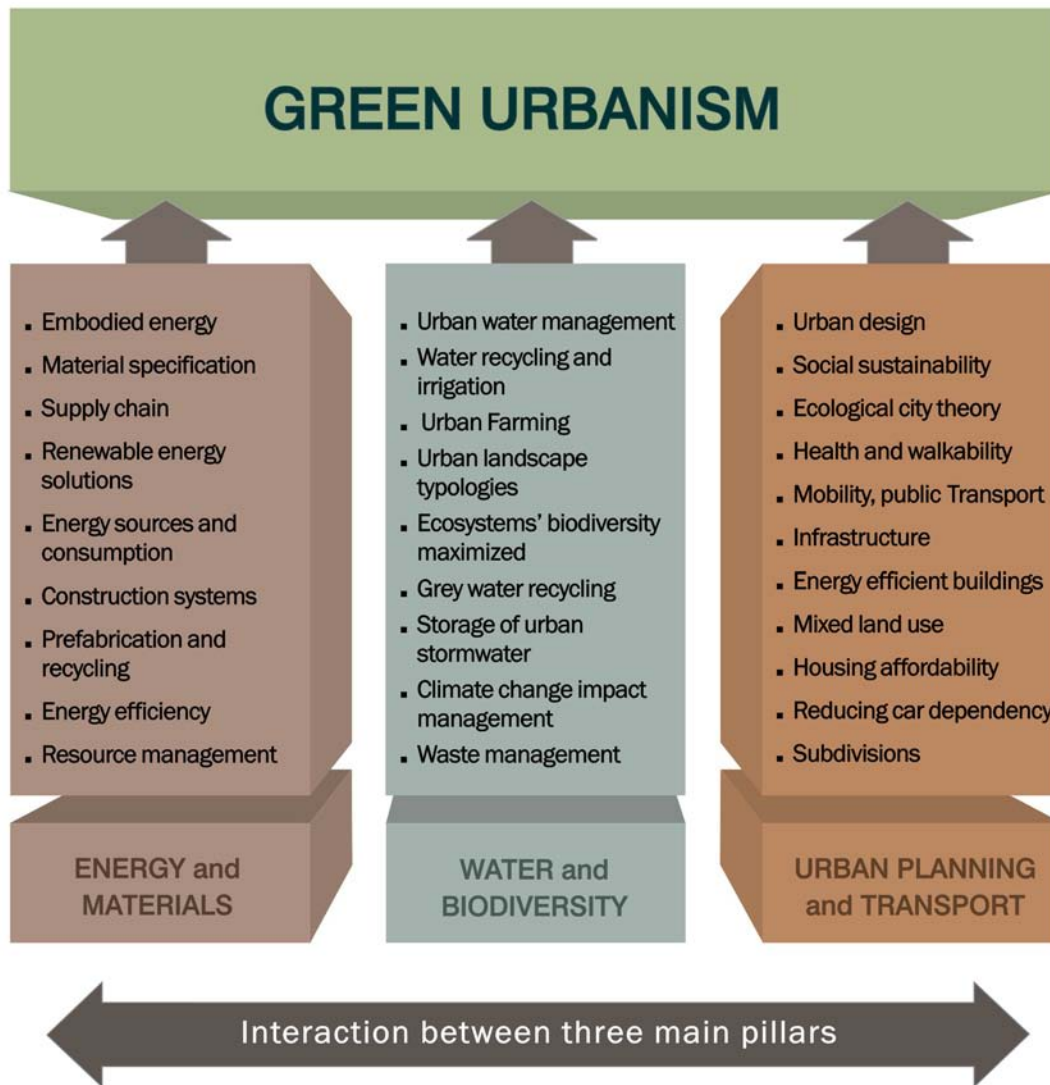 GREEN URBANISM
▪ Embodied energy
▪ Material specification
▪ Supply chain
▪ Renewable energy
solutions
▪ Energy sources and
consumption
▪ Construction systems
▪ Prefabrication and
recycling
▪ Energy efficiency
▪ Resource management
ENERGY and
MATERIALS
▪ Urban water management
▪ Water recycling and
irrigation
▪ Urban Farming
▪ Urban landscape
typologies
▪ Ecosystems’ biodiversity
maximized
▪ Grey water recycling
▪ Storage of urban
stormwater
▪ Climate change impact
management
▪ Waste management
WATER and
BIODIVERSITY
▪ Urban design
▪ Social sustainability
▪ Ecological city theory
▪ Health and walkability
▪ Mobility, public Transport
▪ Infrastructure
▪ Energy efficient buildings
▪ Mixed land use
▪ Housing affordability
▪ Reducing car dependency
▪ Subdivisions
URBAN PLANNING
and TRANSPORT
Interaction between three main pillars